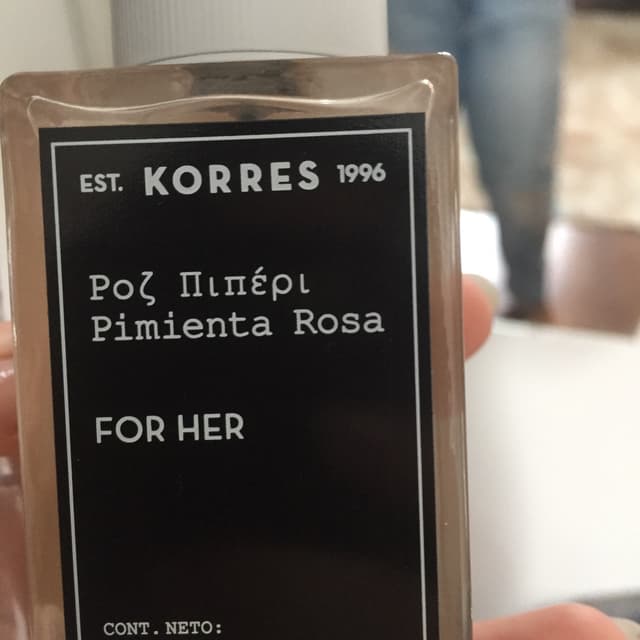 EST. KORRES 1996
Ροζ Πιπέρι
Pimienta Rosa
FOR HER
CONT. NETO: